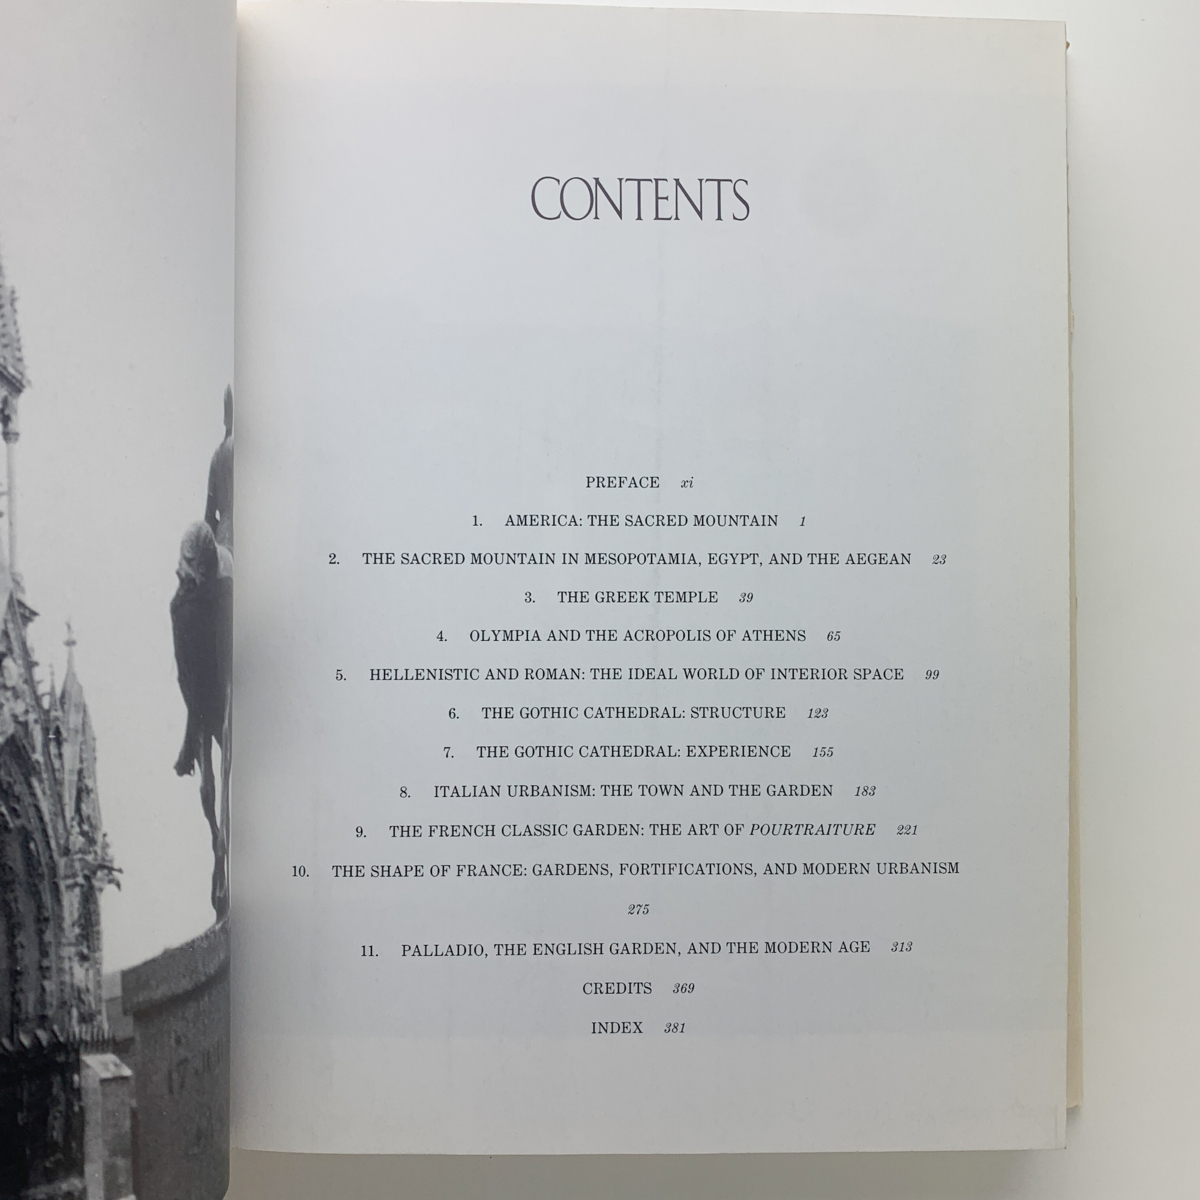 CONTENTS
PREFACE xi
1. AMERICA: THE SACRED MOUNTAIN 1
2. THE SACRED MOUNTAIN IN MESOPOTAMIA, EGYPT, AND THE AEGEAN 23
3. THE GREEK TEMPLE 39
4. OLYMPIA AND THE ACROPOLIS OF ATHENS 65
5. HELLENISTIC AND ROMAN: THE IDEAL WORLD OF INTERIOR SPACE 99
6. THE GOTHIC CATHEDRAL: STRUCTURE 123
7. THE GOTHIC CATHEDRAL: EXPERIENCE 155
8. ITALIAN URBANISM: THE TOWN AND THE GARDEN 183
9. THE FRENCH CLASSIC GARDEN: THE ART OF POURTRAITURE 221
10. THE SHAPE OF FRANCE: GARDENS, FORTIFICATIONS, AND MODERN URBANISM
275
11. PALLADIO, THE ENGLISH GARDEN, AND THE MODERN AGE 313
CREDITS 369
INDEX 381